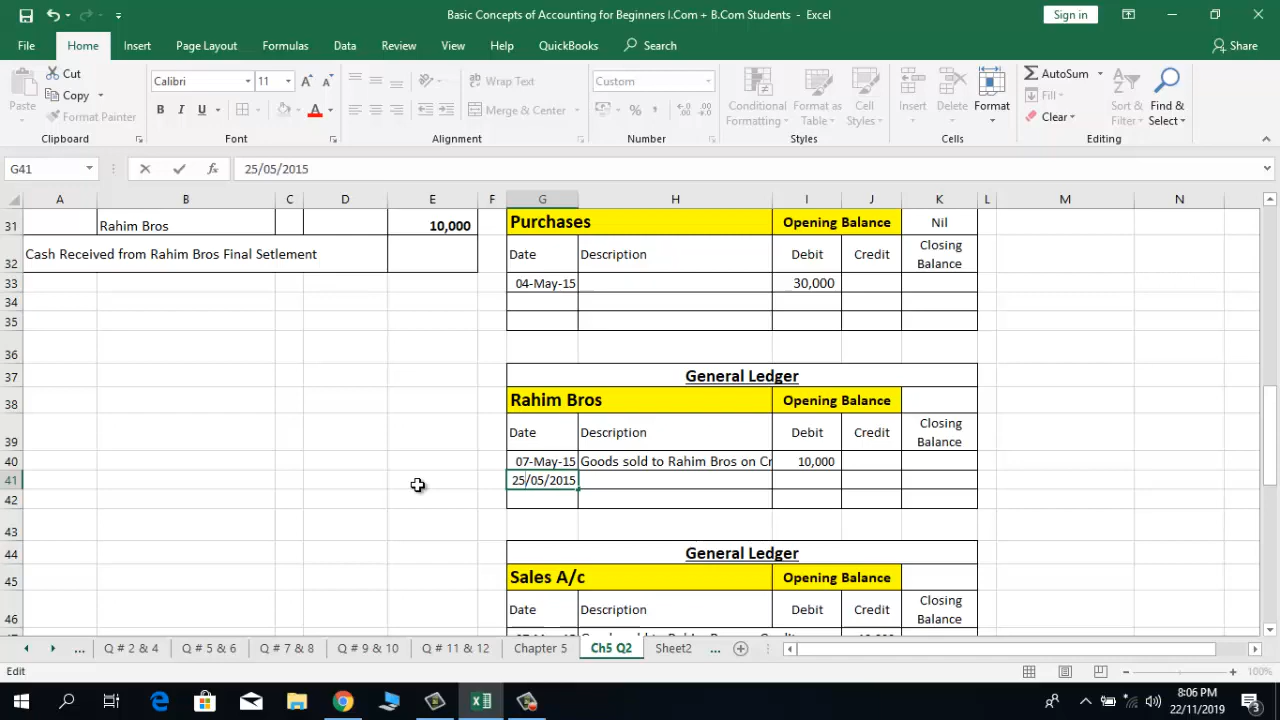 Basic Concepts of Accounting for Beginners I.Com + B.Com Students - Excel
Sign in
File Home Insert Page Layout Formulas Data Review View Help QuickBooks Search Share
Paste
Cut
Copy
Format Painter
Calibri 11
B I U
Wrap Text
Merge & Center
Custom
Conditional Formatting
Format as Table
Cell Styles
Insert
Delete
Format
AutoSum
Fill
Clear
Sort & Filter
Find & Select
Clipboard Font Alignment Number Styles Cells Editing
G41 fx 25/05/2015
A B C D E F G H I J K L M N
31 Rahim Bros 10,000 Purchases Opening Balance Nil
32 Cash Received from Rahim Bros Final Setlement Date Description Debit Credit Closing Balance
33 04-May-15 30,000
34
35
36
37 General Ledger
38 Rahim Bros Opening Balance
39 Date Description Debit Credit Closing Balance
40 07-May-15 Goods sold to Rahim Bros on Cr 10,000
41 25/05/2015
42
43
44 General Ledger
45 Sales A/c Opening Balance
46 Date Description Debit Credit Closing Balance
... Q # 2 & 4 Q # 5 & 6 Q # 7 & 8 Q # 9 & 10 Q # 11 & 12 Chapter 5 Ch5 Q2 Sheet2 ...
Edit 100%
8:06 PM
22/11/2019
3